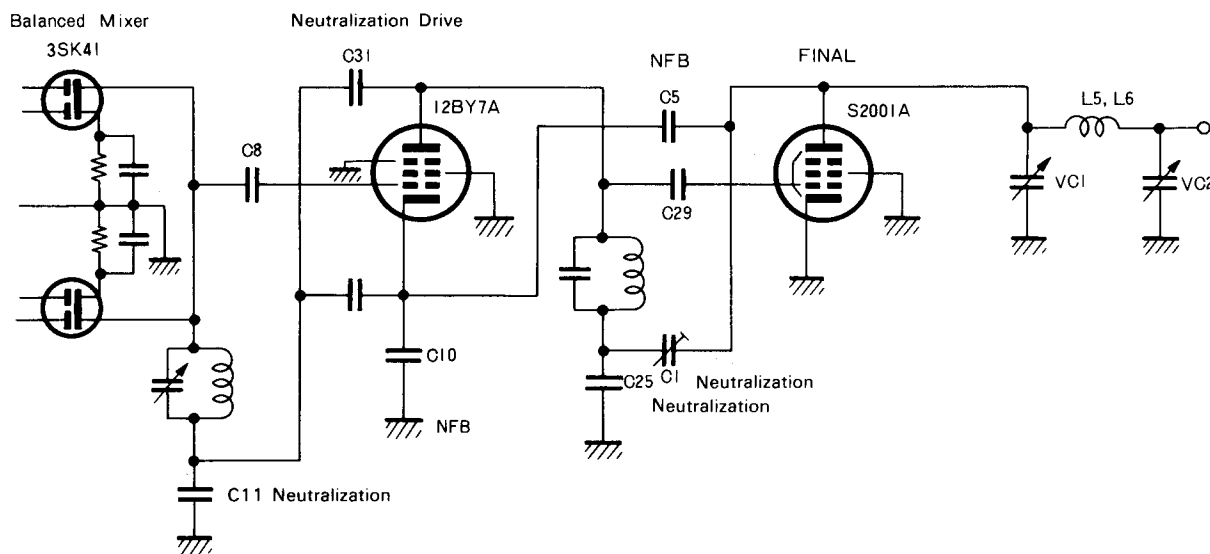 Balanced Mixer
3SK41
Neutralization Drive
C31
12BY7A
NFB
C5
FINAL
S2001A
L5, L6
C8
C29
VC1
VC2
C10
C25
C1
Neutralization
Neutralization
NFB
C11 Neutralization